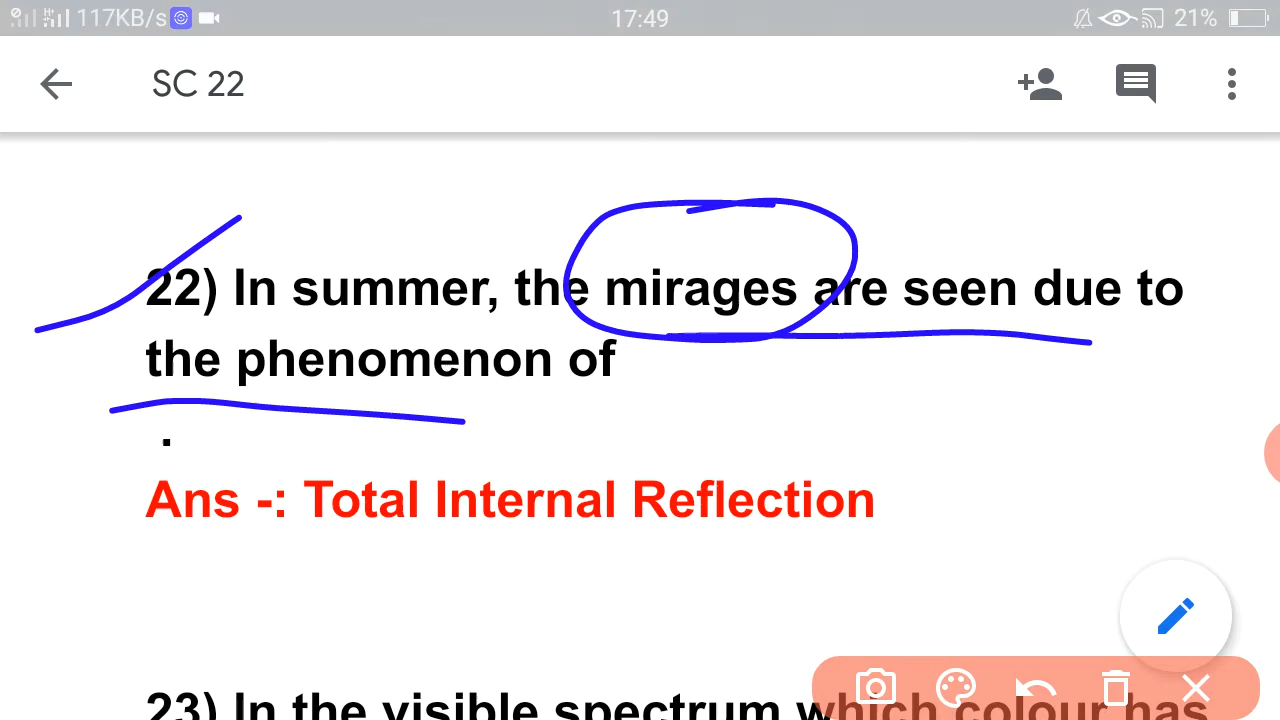 117KB/s 17:49 21%
SC 22
22) In summer, the mirages are seen due to
the phenomenon of
.
Ans -: Total Internal Reflection
23) In the visible spectrum which colour has